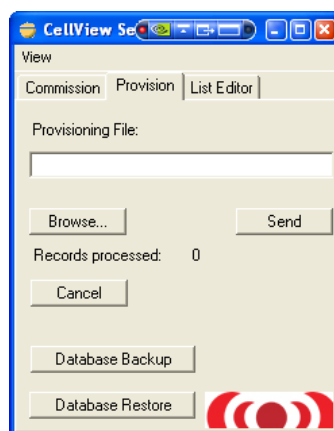 CellView Se
View
Commission Provision List Editor
Provisioning File:
Browse... Send
Records processed: 0
Cancel
Database Backup
Database Restore